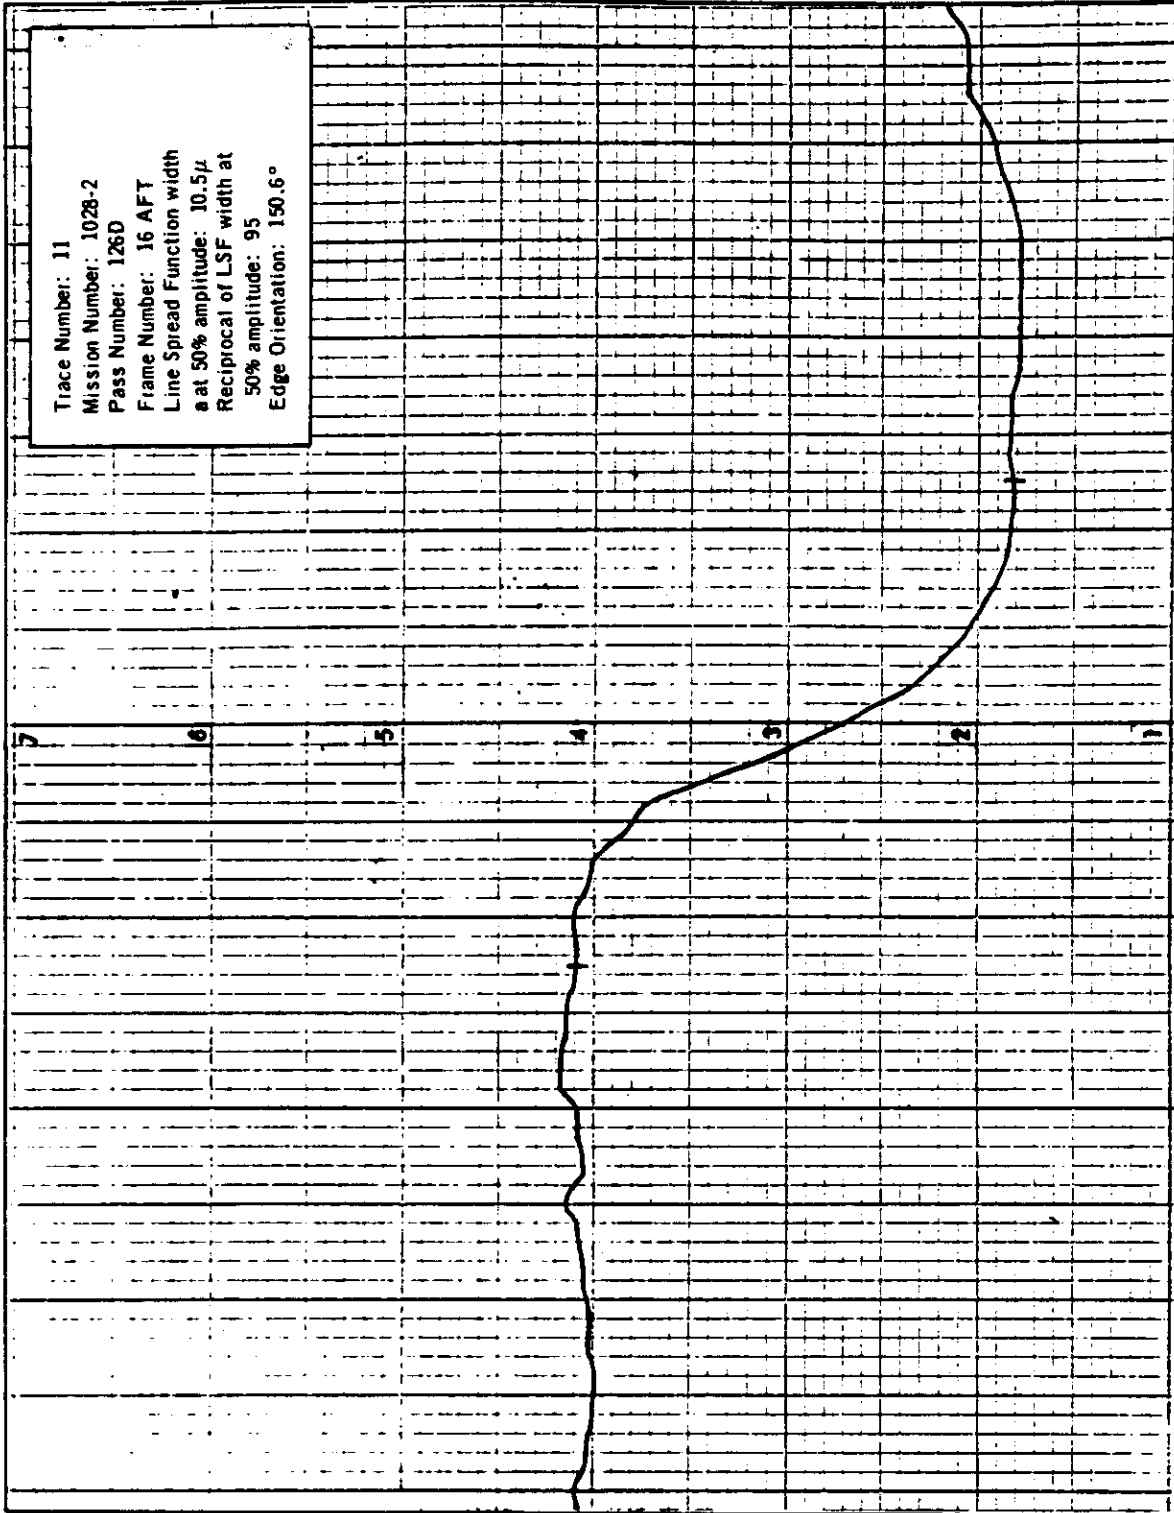 Trace Number: 11
Mission Number: 1028-2
Pass Number: 126D
Frame Number: 16 AFT
Line Spread Function width
a at 50% amplitude: 10.5μ
Reciprocal of LSF width at
50% amplitude: 95
Edge Orientation: 150.6°
7
6
5
4
3
2
1